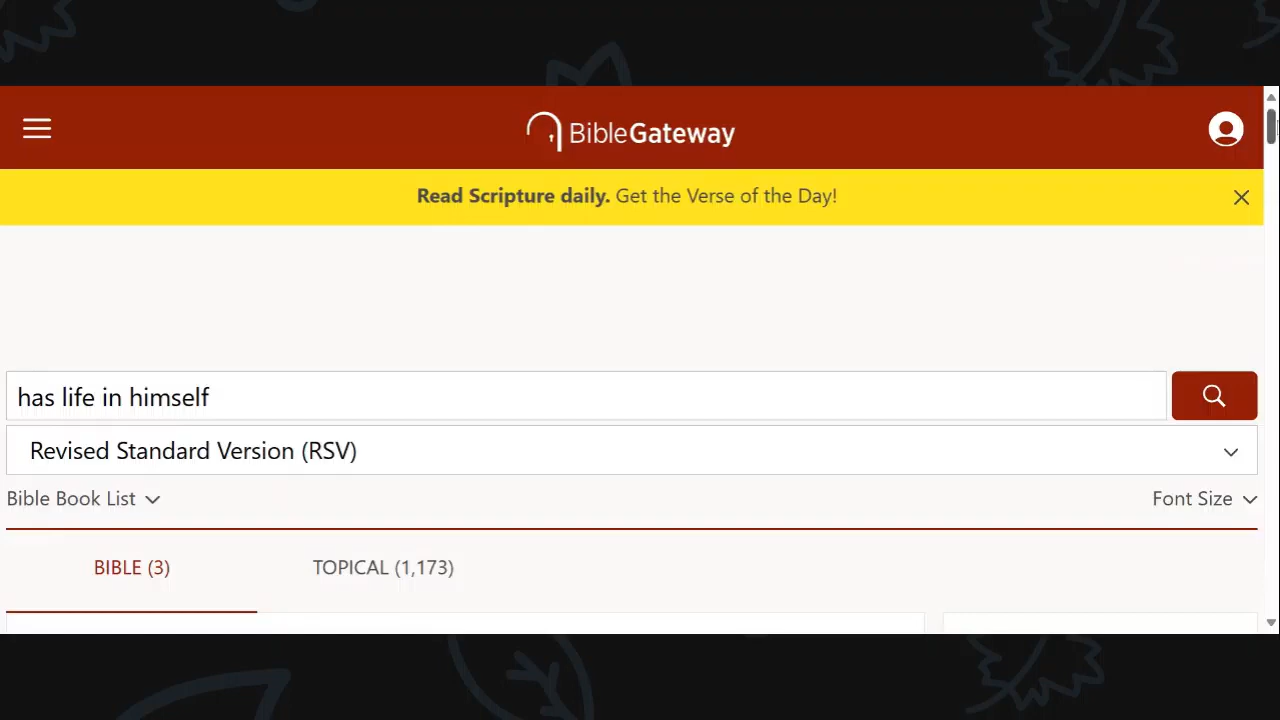 BibleGateway
Read Scripture daily. Get the Verse of the Day!
has life in himself
Revised Standard Version (RSV)
Bible Book List
Font Size
BIBLE (3)
TOPICAL (1,173)